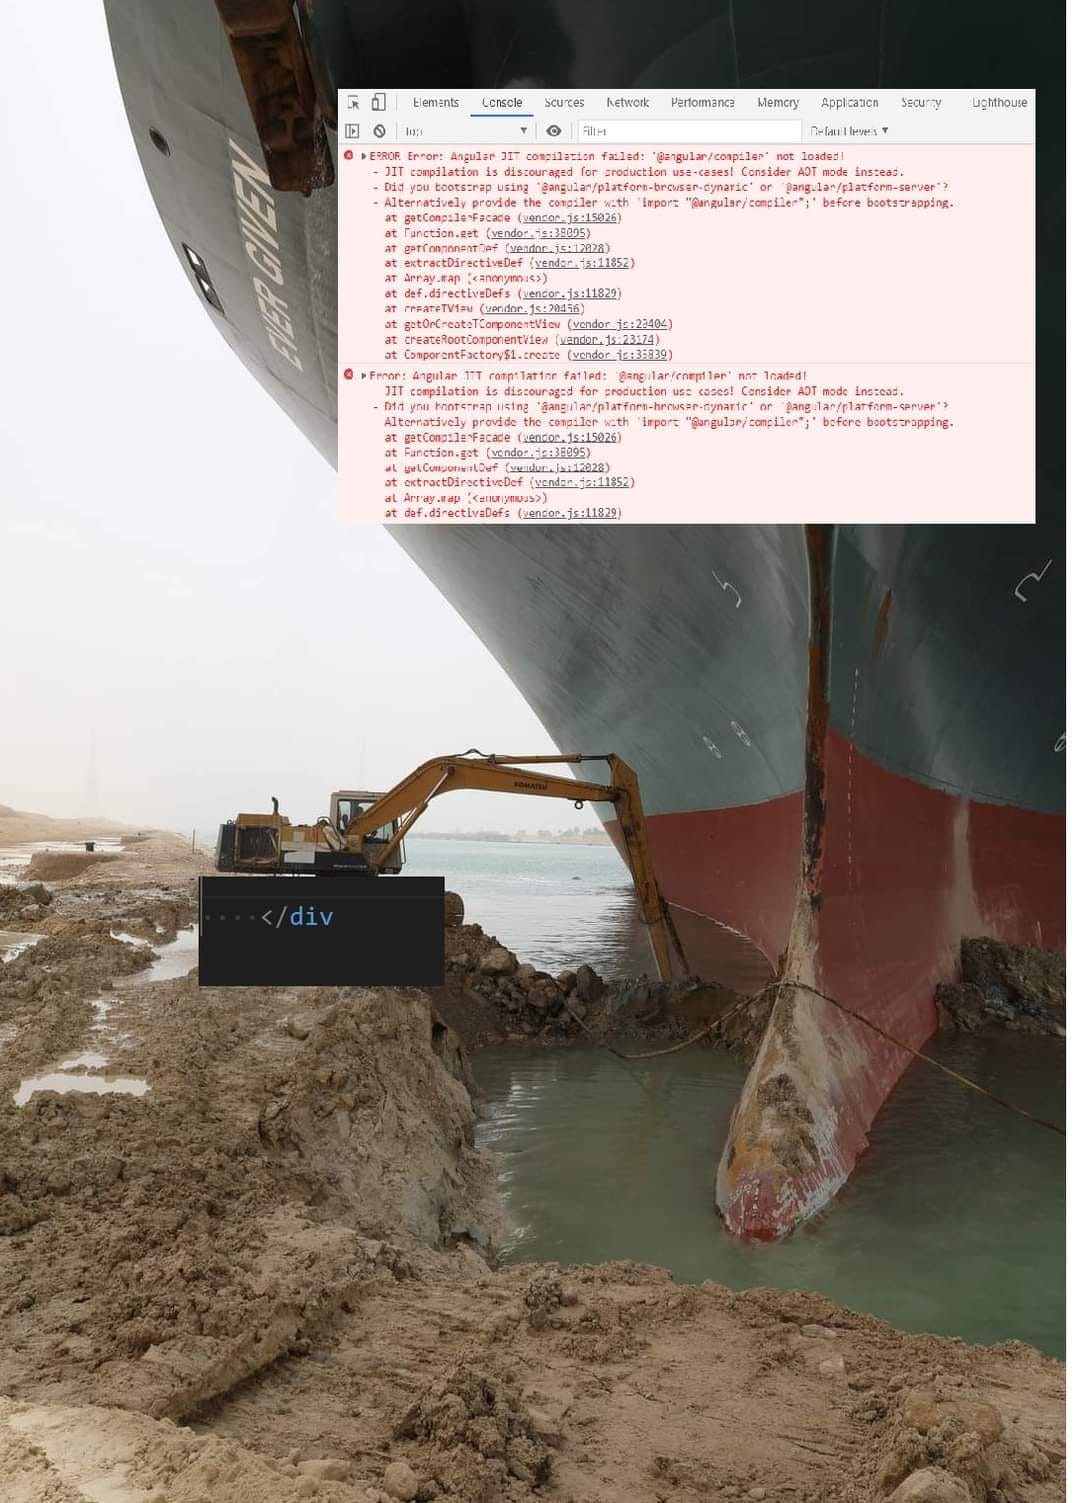 Elements Console Sources Network Performance Memory Application Security Lighthouse
top Filter Default levels
ERROR Error: Angular JIT compilation failed: '@angular/compiler' not loaded!
- JIT compilation is discouraged for production use-cases! Consider AOT mode instead.
- Did you bootstrap using '@angular/platform-browser-dynamic' or '@angular/platform-server'?
- Alternatively provide the compiler with 'import "@angular/compiler";' before bootstrapping.
at getCompilerFacade (vendor.js:15026)
at Function.get (vendor.js:38095)
at getComponentDef (vendor.js:12028)
at extractDirectiveDef (vendor.js:11852)
at Array.map (<anonymous>)
at def.directiveDefs (vendor.js:11829)
at createTView (vendor.js:20456)
at getOrCreateTComponentView (vendor.js:20404)
at createRootComponentView (vendor.js:23174)
at ComponentFactory$1.create (vendor.js:35839)
Error: Angular JIT compilation failed: '@angular/compiler' not loaded!
JIT compilation is discouraged for production use cases! Consider AOT mode instead.
- Did you bootstrap using '@angular/platform-browser-dynamic' or '@angular/platform-server'?
Alternatively provide the compiler with 'import "@angular/compiler";' before bootstrapping.
at getCompilerFacade (vendor.js:15026)
at Function.get (vendor.js:38095)
at getComponentDef (vendor.js:12028)
at extractDirectiveDef (vendor.js:11852)
at Array.map (<anonymous>)
at def.directiveDefs (vendor.js:11829)
EVER GIVEN
KOMATSU
</div